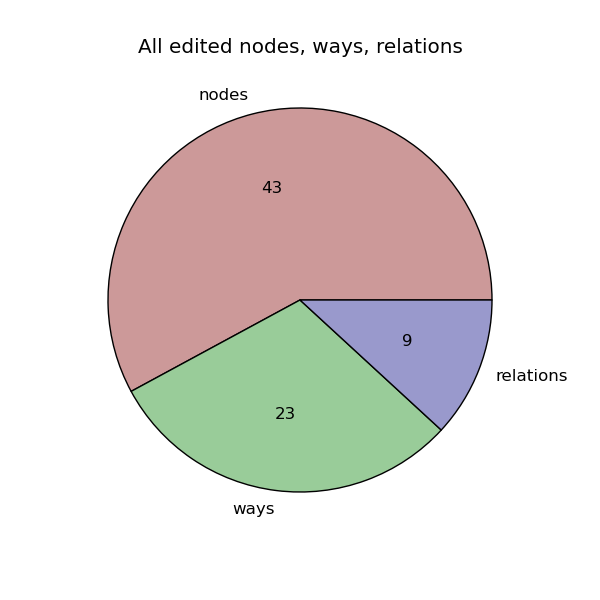 All edited nodes, ways, relations
nodes
43
9
relations
23
ways